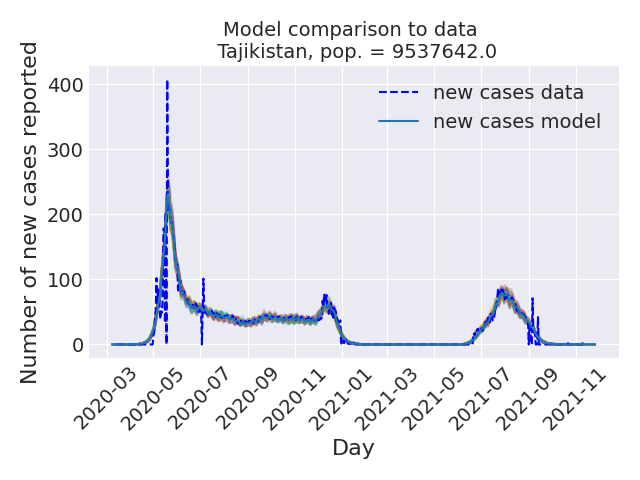 Model comparison to data
Tajikistan, pop. = 9537642.0
Number of new cases reported
400
300
200
100
0
new cases data
new cases model
2020-03
2020-05
2020-07
2020-09
2020-11
2021-01
2021-03
2021-05
2021-07
2021-09
2021-11
Day